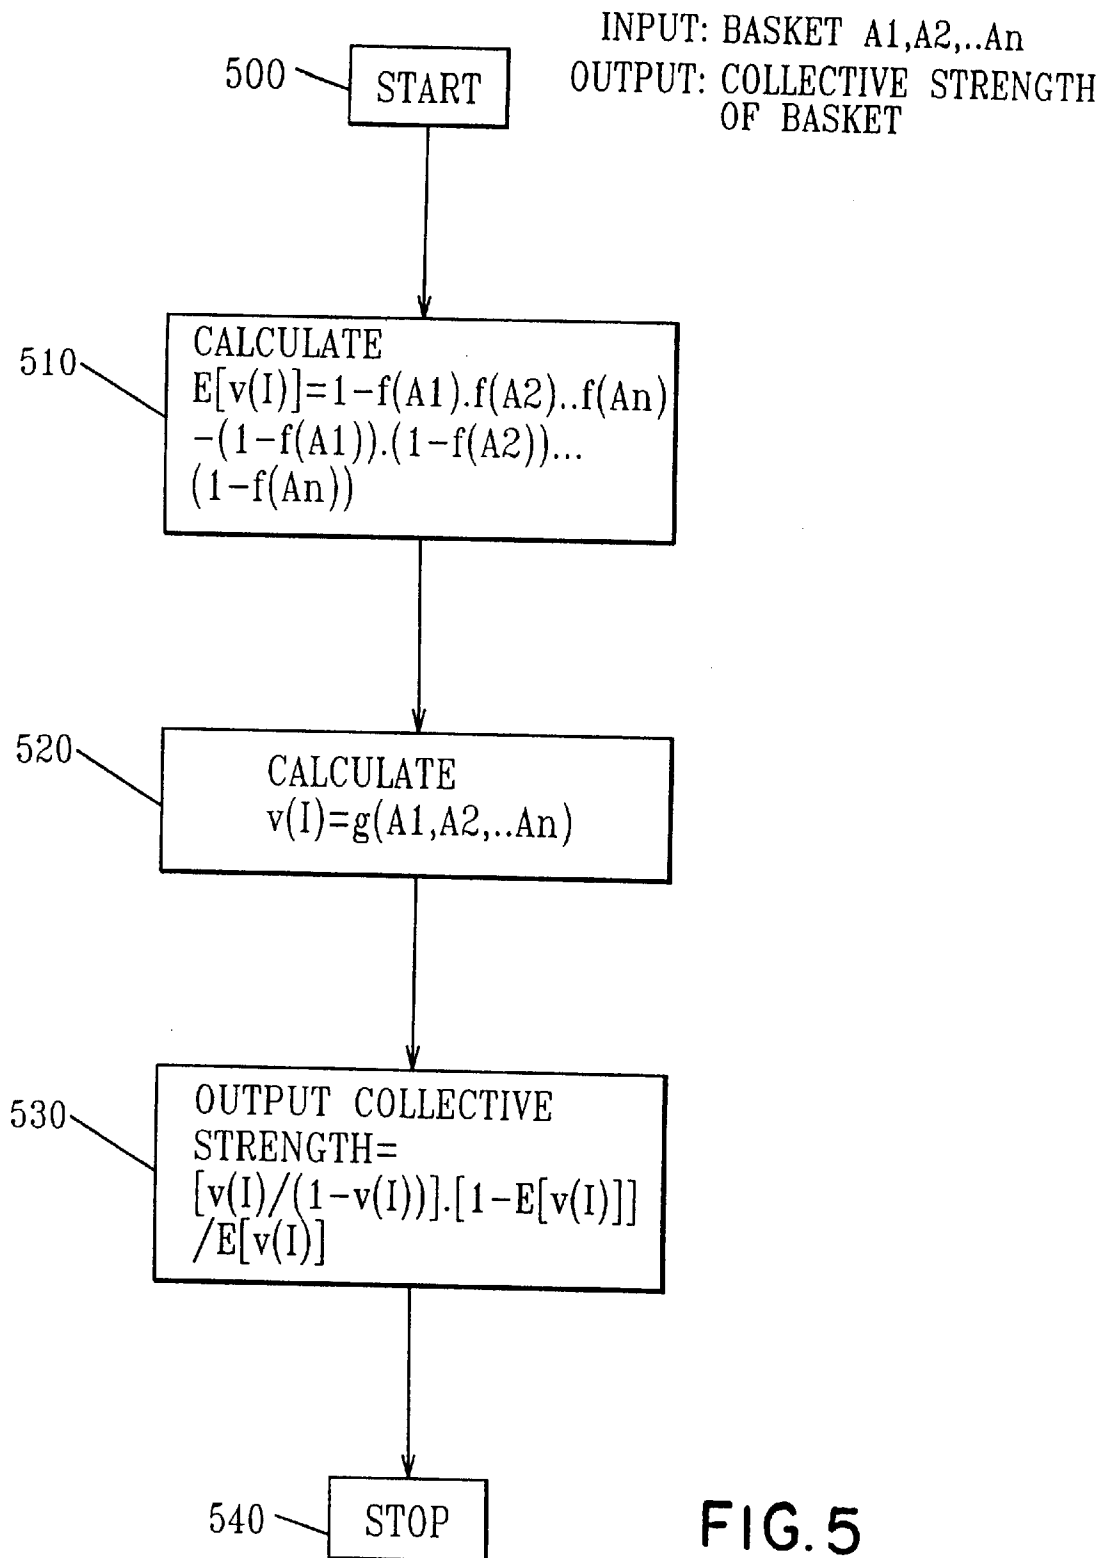 INPUT: BASKET A1,A2,..An
OUTPUT: COLLECTIVE STRENGTH
OF BASKET
500
START
510
CALCULATE
E[v(I)]=1-f(A1).f(A2)..f(An)
-(1-f(A1)).(1-f(A2))...
(1-f(An))
520
CALCULATE
v(I)=g(A1,A2,..An)
530
OUTPUT COLLECTIVE
STRENGTH=
[v(I)/(1-v(I))].[1-E[v(I)]]
/E[v(I)]
540
STOP
FIG.5